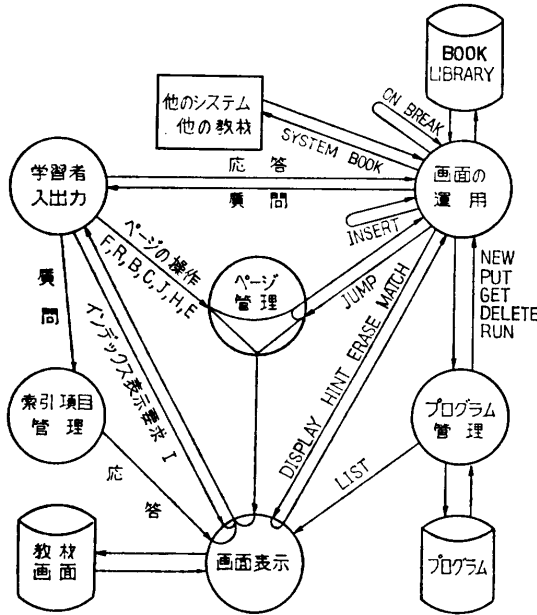 BOOK
LIBRARY
他のシステム
他の教材
ON BREAK
SYSTEM BOOK
学習者
入出力
応答
質問
画面の
運用
INSERT
ページの操作
F,R,B,C,J,H,E
ページ
管理
JUMP
質問
インデックス表示要求 I
DISPLAY HINT ERASE MATCH
NEW
PUT
GET
DELETE
RUN
索引項目
管理
応答
プログラム
管理
LIST
教材
画面
画面表示
プログラム